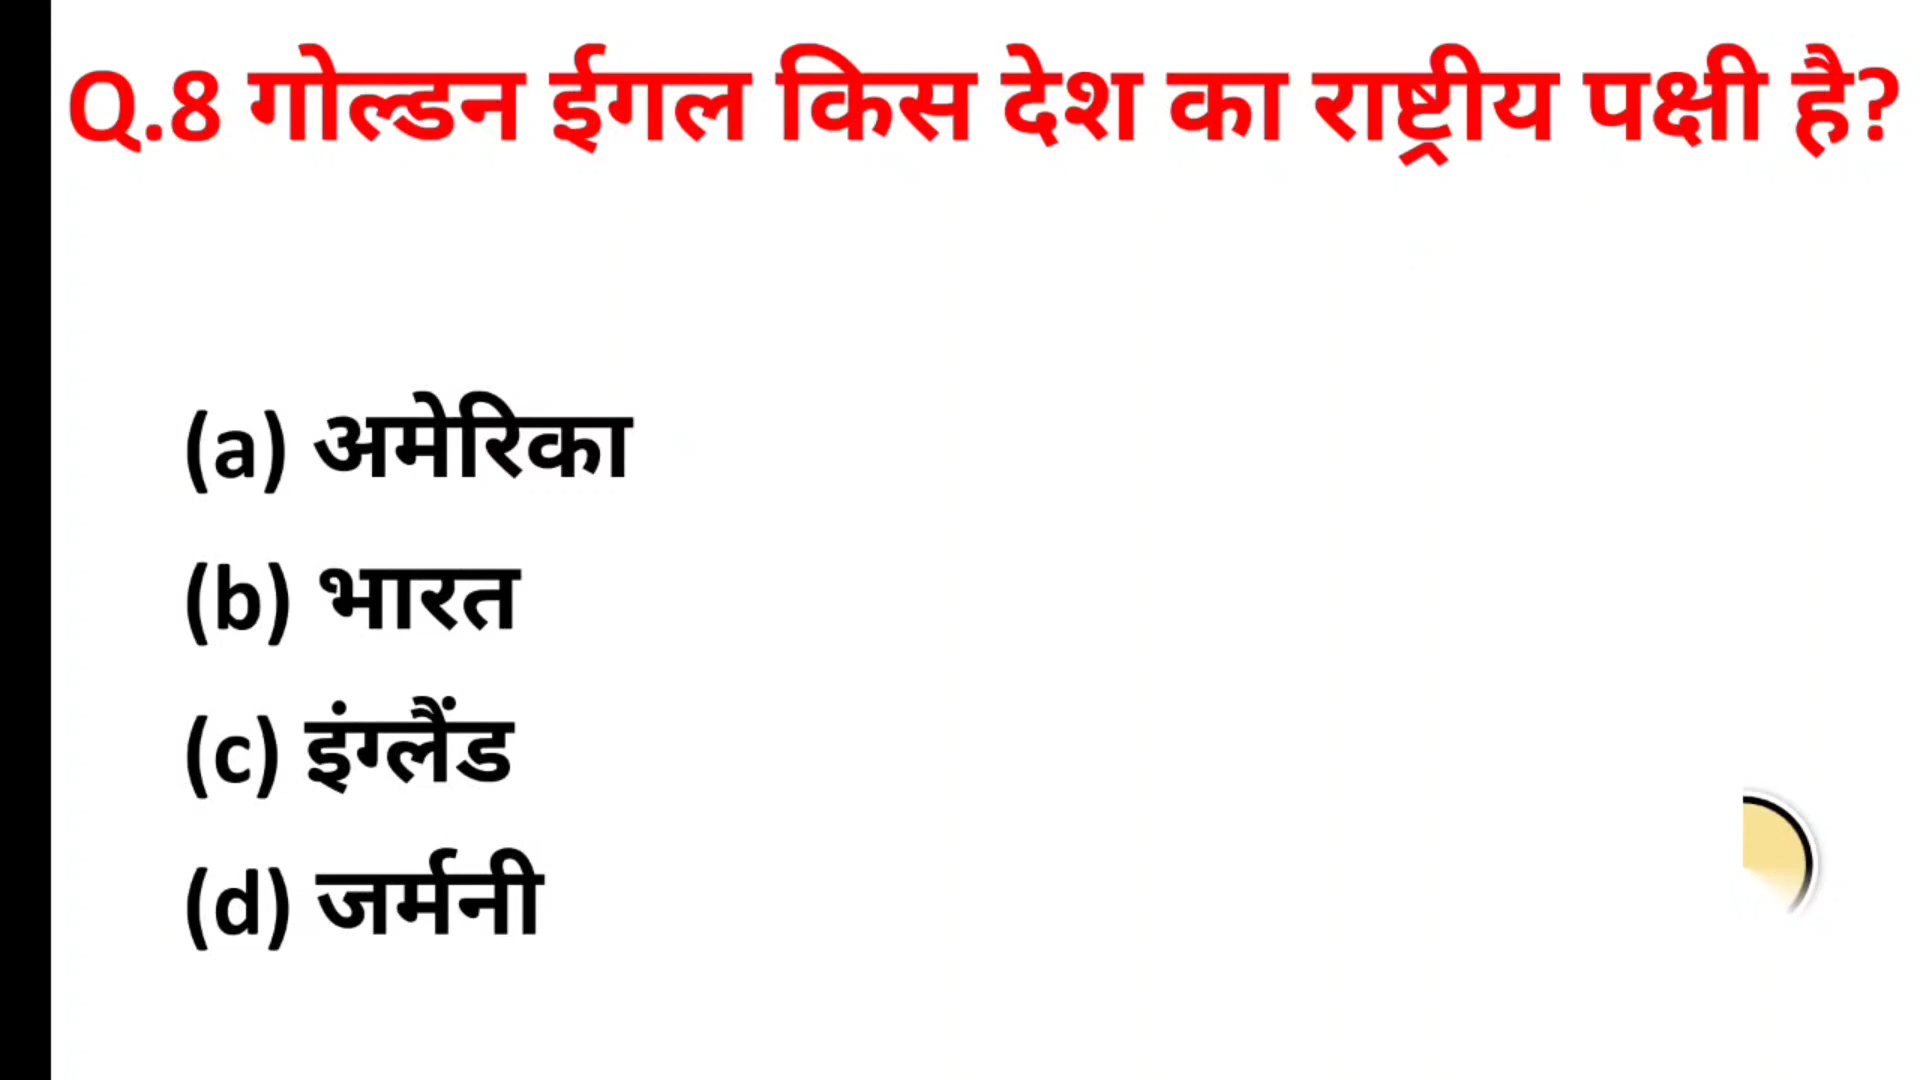 Q.8 गोल्डन ईगल किस देश का राष्ट्रीय पक्षी है?
(a) अमेरिका
(b) भारत
(c) इंग्लैंड
(d) जर्मनी